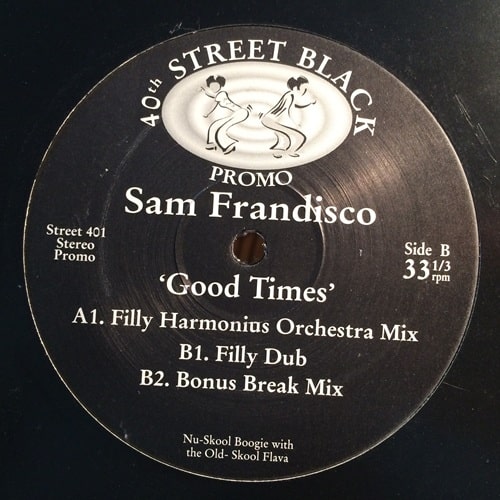 40th STREET BLACK
PROMO
Sam Frandisco
Street 401
Stereo
Promo
Side B
33 1/3
rpm
'Good Times'
A1. Filly Harmonius Orchestra Mix
B1. Filly Dub
B2. Bonus Break Mix
Nu-Skool Boogie with
the Old- Skool Flava